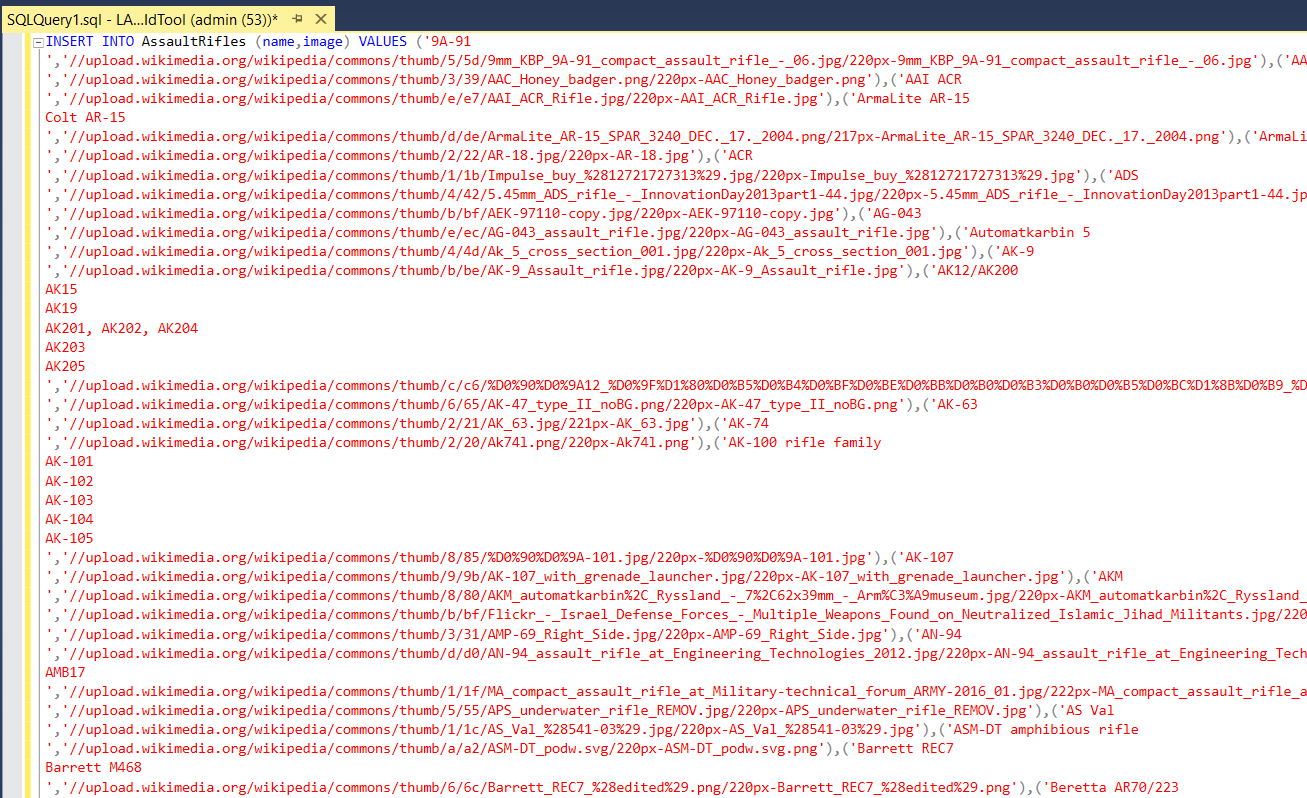 SQLQuery1.sql - LA...ldTool (admin (53))*
INSERT INTO AssaultRifles (name,image) VALUES ('9A-91
','//upload.wikimedia.org/wikipedia/commons/thumb/5/5d/9mm_KBP_9A-91_compact_assault_rifle_-_06.jpg/220px-9mm_KBP_9A-91_compact_assault_rifle_-_06.jpg'),('AA
','//upload.wikimedia.org/wikipedia/commons/thumb/3/39/AAC_Honey_badger.png/220px-AAC_Honey_badger.png'),('AAI ACR
','//upload.wikimedia.org/wikipedia/commons/thumb/e/e7/AAI_ACR_Rifle.jpg/220px-AAI_ACR_Rifle.jpg'),('ArmaLite AR-15
Colt AR-15
','//upload.wikimedia.org/wikipedia/commons/thumb/d/de/ArmaLite_AR-15_SPAR_3240_DEC._17._2004.png/217px-ArmaLite_AR-15_SPAR_3240_DEC._17._2004.png'),('ArmaLi
','//upload.wikimedia.org/wikipedia/commons/thumb/2/22/AR-18.jpg/220px-AR-18.jpg'),('ACR
','//upload.wikimedia.org/wikipedia/commons/thumb/1/1b/Impulse_buy_%2812721727313%29.jpg/220px-Impulse_buy_%2812721727313%29.jpg'),('ADS
','//upload.wikimedia.org/wikipedia/commons/thumb/4/42/5.45mm_ADS_rifle_-_InnovationDay2013part1-44.jpg/220px-5.45mm_ADS_rifle_-_InnovationDay2013part1-44.jp
','//upload.wikimedia.org/wikipedia/commons/thumb/b/bf/AEK-97110-copy.jpg/220px-AEK-97110-copy.jpg'),('AG-043
','//upload.wikimedia.org/wikipedia/commons/thumb/e/ec/AG-043_assault_rifle.jpg/220px-AG-043_assault_rifle.jpg'),('Automatkarbin 5
','//upload.wikimedia.org/wikipedia/commons/thumb/4/4d/Ak_5_cross_section_001.jpg/220px-Ak_5_cross_section_001.jpg'),('AK-9
','//upload.wikimedia.org/wikipedia/commons/thumb/b/be/AK-9_Assault_rifle.jpg/220px-AK-9_Assault_rifle.jpg'),('AK12/AK200
AK15
AK19
AK201, AK202, AK204
AK203
AK205
','//upload.wikimedia.org/wikipedia/commons/thumb/c/c6/%D0%90%D0%9A12_%D0%9F%D1%80%D0%B5%D0%B4%D0%BF%D0%BE%D0%BB%D0%B0%D0%B3%D0%B0%D0%B5%D0%BC%D1%8B%D0%B9_%D
','//upload.wikimedia.org/wikipedia/commons/thumb/6/65/AK-47_type_II_noBG.png/220px-AK-47_type_II_noBG.png'),('AK-63
','//upload.wikimedia.org/wikipedia/commons/thumb/2/21/AK_63.jpg/221px-AK_63.jpg'),('AK-74
','//upload.wikimedia.org/wikipedia/commons/thumb/2/20/Ak74l.png/220px-Ak74l.png'),('AK-100 rifle family
AK-101
AK-102
AK-103
AK-104
AK-105
','//upload.wikimedia.org/wikipedia/commons/thumb/8/85/%D0%90%D0%9A-101.jpg/220px-%D0%90%D0%9A-101.jpg'),('AK-107
','//upload.wikimedia.org/wikipedia/commons/thumb/9/9b/AK-107_with_grenade_launcher.jpg/220px-AK-107_with_grenade_launcher.jpg'),('AKM
','//upload.wikimedia.org/wikipedia/commons/thumb/8/80/AKM_automatkarbin%2C_Ryssland_-_7%2C62x39mm_-_Arm%C3%A9museum.jpg/220px-AKM_automatkarbin%2C_Ryssland_
','//upload.wikimedia.org/wikipedia/commons/thumb/b/bf/Flickr_-_Israel_Defense_Forces_-_Multiple_Weapons_Found_on_Neutralized_Islamic_Jihad_Militants.jpg/220
','//upload.wikimedia.org/wikipedia/commons/thumb/3/31/AMP-69_Right_Side.jpg/220px-AMP-69_Right_Side.jpg'),('AN-94
','//upload.wikimedia.org/wikipedia/commons/thumb/d/d0/AN-94_assault_rifle_at_Engineering_Technologies_2012.jpg/220px-AN-94_assault_rifle_at_Engineering_Tech
AMB17
','//upload.wikimedia.org/wikipedia/commons/thumb/1/1f/MA_compact_assault_rifle_at_Military-technical_forum_ARMY-2016_01.jpg/222px-MA_compact_assault_rifle_a
','//upload.wikimedia.org/wikipedia/commons/thumb/5/55/APS_underwater_rifle_REMOV.jpg/220px-APS_underwater_rifle_REMOV.jpg'),('AS Val
','//upload.wikimedia.org/wikipedia/commons/thumb/1/1c/AS_Val_%28541-03%29.jpg/220px-AS_Val_%28541-03%29.jpg'),('ASM-DT amphibious rifle
','//upload.wikimedia.org/wikipedia/commons/thumb/a/a2/ASM-DT_podw.svg/220px-ASM-DT_podw.svg.png'),('Barrett REC7
Barrett M468
','//upload.wikimedia.org/wikipedia/commons/thumb/6/6c/Barrett_REC7_%28edited%29.png/220px-Barrett_REC7_%28edited%29.png'),('Beretta AR70/223